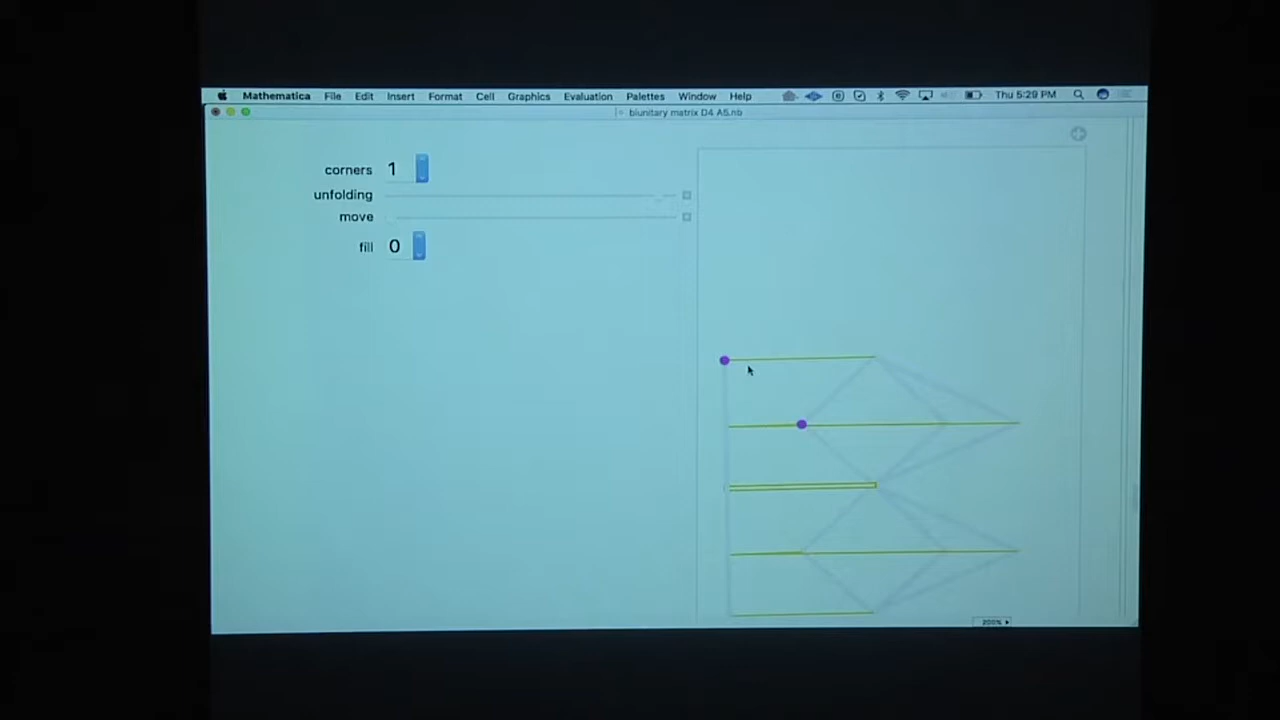 Mathematica File Edit Insert Format Cell Graphics Evaluation Palettes Window Help Thu 5:29 PM
biunitary matrix D4 A5.nb
corners 1
unfolding
move
fill 0
200%